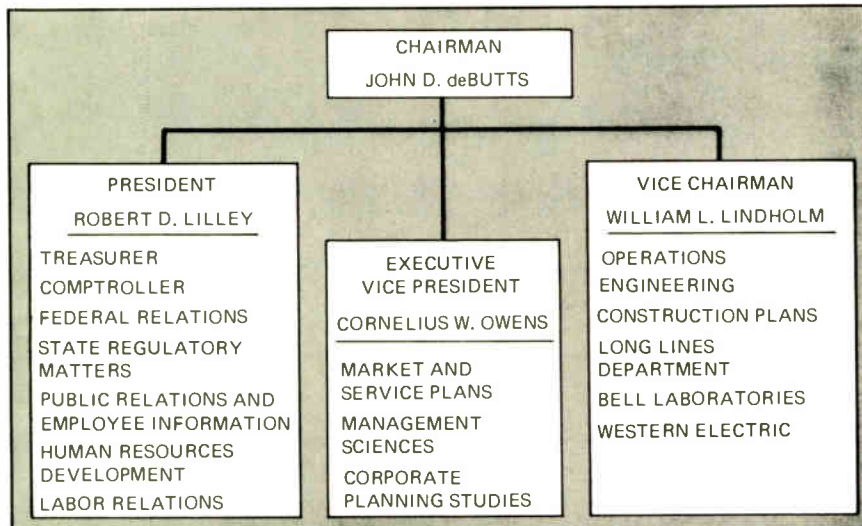 CHAIRMAN
JOHN D. deBUTTS
PRESIDENT
ROBERT D. LILLEY
TREASURER
COMPTROLLER
FEDERAL RELATIONS
STATE REGULATORY
MATTERS
PUBLIC RELATIONS AND
EMPLOYEE INFORMATION
HUMAN RESOURCES
DEVELOPMENT
LABOR RELATIONS
EXECUTIVE
VICE PRESIDENT
CORNELIUS W. OWENS
MARKET AND
SERVICE PLANS
MANAGEMENT
SCIENCES
CORPORATE
PLANNING STUDIES
VICE CHAIRMAN
WILLIAM L. LINDHOLM
OPERATIONS
ENGINEERING
CONSTRUCTION PLANS
LONG LINES
DEPARTMENT
BELL LABORATORIES
WESTERN ELECTRIC